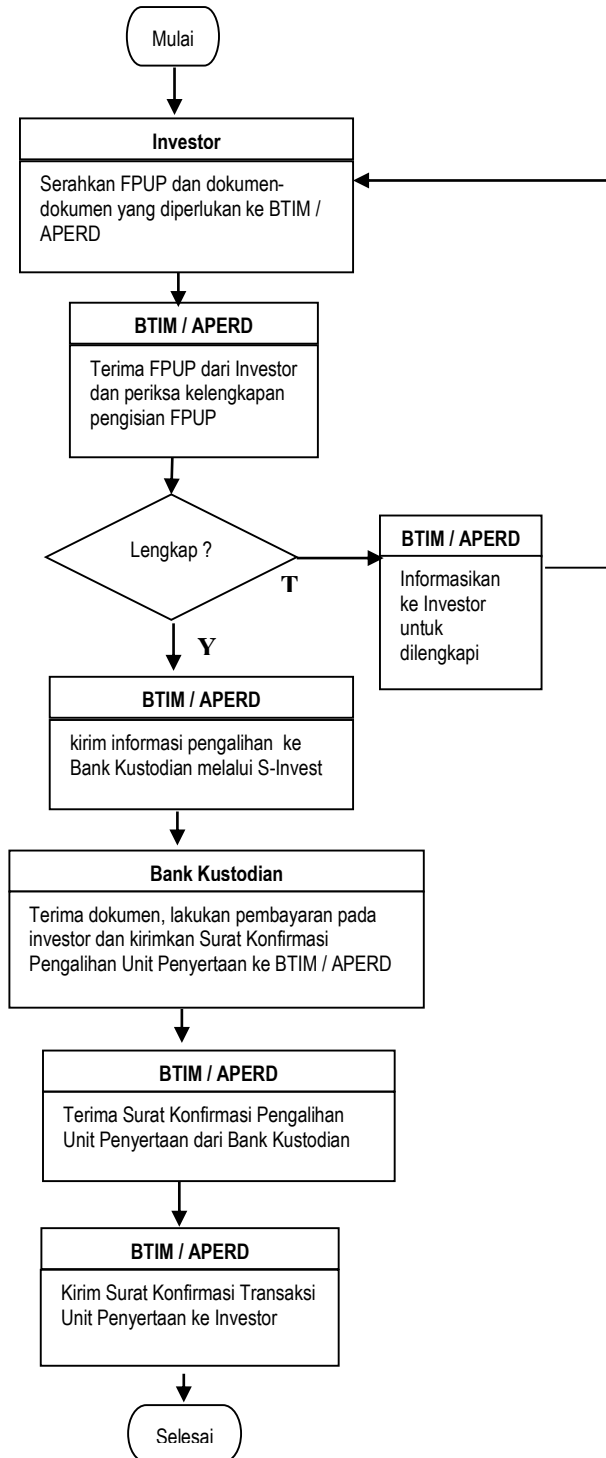 Mulai
Investor
Serahkan FPUP dan dokumen-
dokumen yang diperlukan ke BTIM /
APERD
BTIM / APERD
Terima FPUP dari Investor
dan periksa kelengkapan
pengisian FPUP
Lengkap ?
T
BTIM / APERD
Informasikan
ke Investor
untuk
dilengkapi
Y
BTIM / APERD
kirim informasi pengalihan ke
Bank Kustodian melalui S-Invest
Bank Kustodian
Terima dokumen, lakukan pembayaran pada
investor dan kirimkan Surat Konfirmasi
Pengalihan Unit Penyertaan ke BTIM / APERD
BTIM / APERD
Terima Surat Konfirmasi Pengalihan
Unit Penyertaan dari Bank Kustodian
BTIM / APERD
Kirim Surat Konfirmasi Transaksi
Unit Penyertaan ke Investor
Selesai